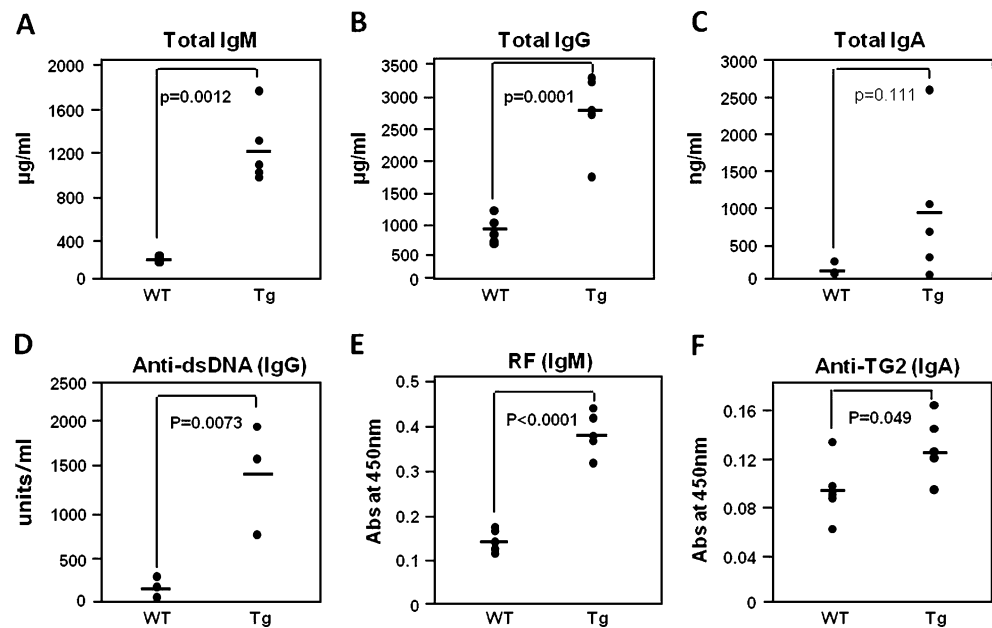 A
Total IgM
2000
1600
1200
800
400
0
µg/ml
p=0.0012
WT Tg
B
Total IgG
3500
3000
2500
2000
1500
1000
500
0
µg/ml
p=0.0001
WT Tg
C
Total IgA
3000
2500
2000
1500
1000
500
0
ng/ml
p=0.111
WT Tg
D
Anti-dsDNA (IgG)
2500
2000
1500
1000
500
0
units/ml
P=0.0073
WT Tg
E
RF (IgM)
0.5
0.4
0.3
0.2
0.1
0
Abs at 450nm
P<0.0001
WT Tg
F
Anti-TG2 (IgA)
0.16
0.12
0.08
0.04
0
Abs at 450nm
P=0.049
WT Tg